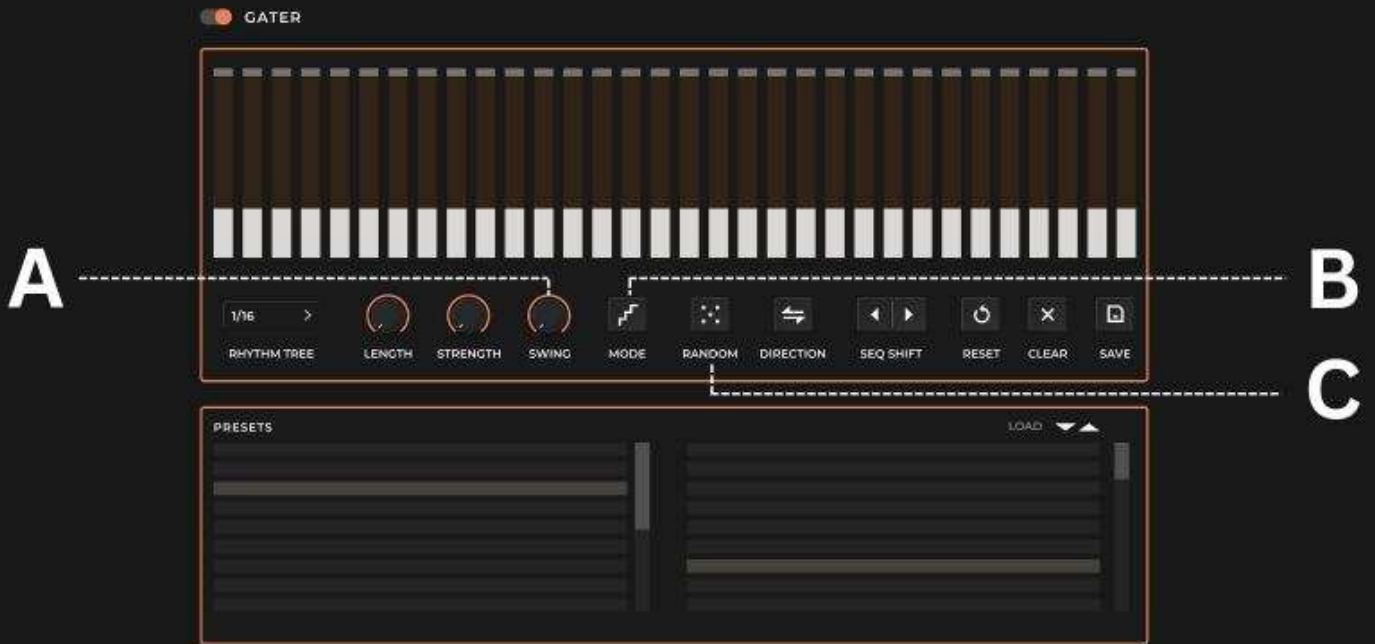 GATER
A
B
1/16 >
RHYTHM TREE LENGTH STRENGTH SWING MODE RANDOM DIRECTION SEQ SHIFT RESET CLEAR SAVE
C
PRESETS LOAD